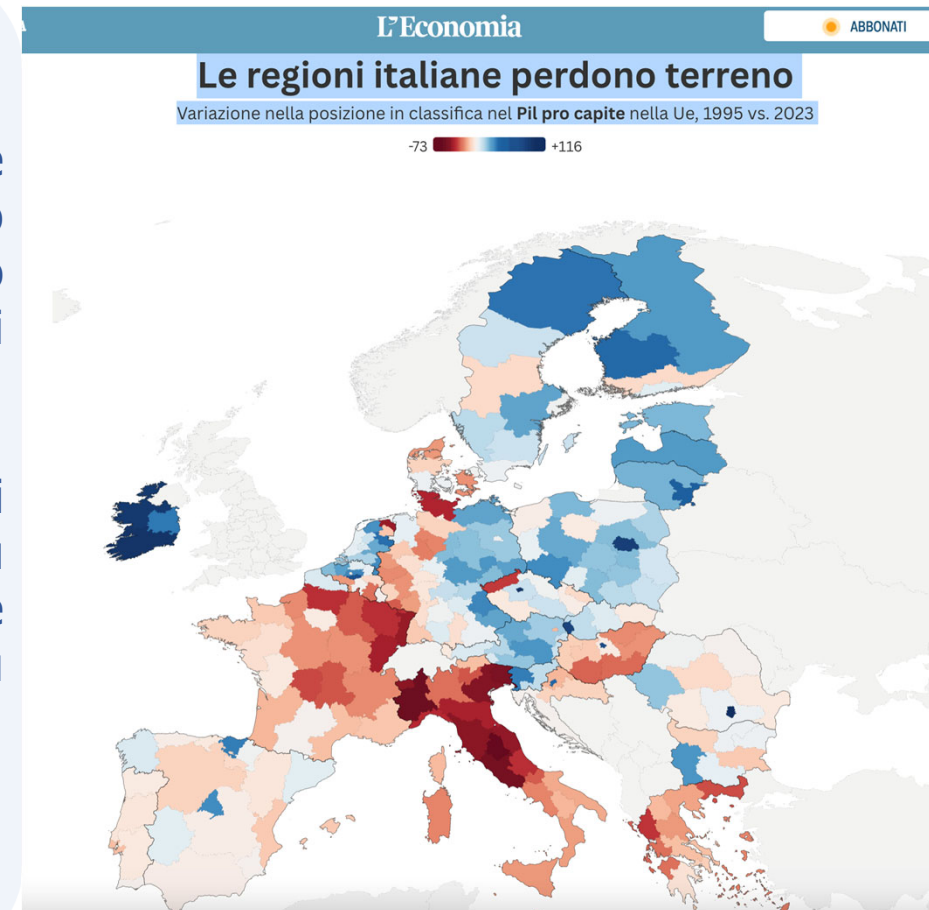 L'Economia
ABBONATI
Le regioni italiane perdono terreno
Variazione nella posizione in classifica nel Pil pro capite nella Ue, 1995 vs. 2023
-73 +116